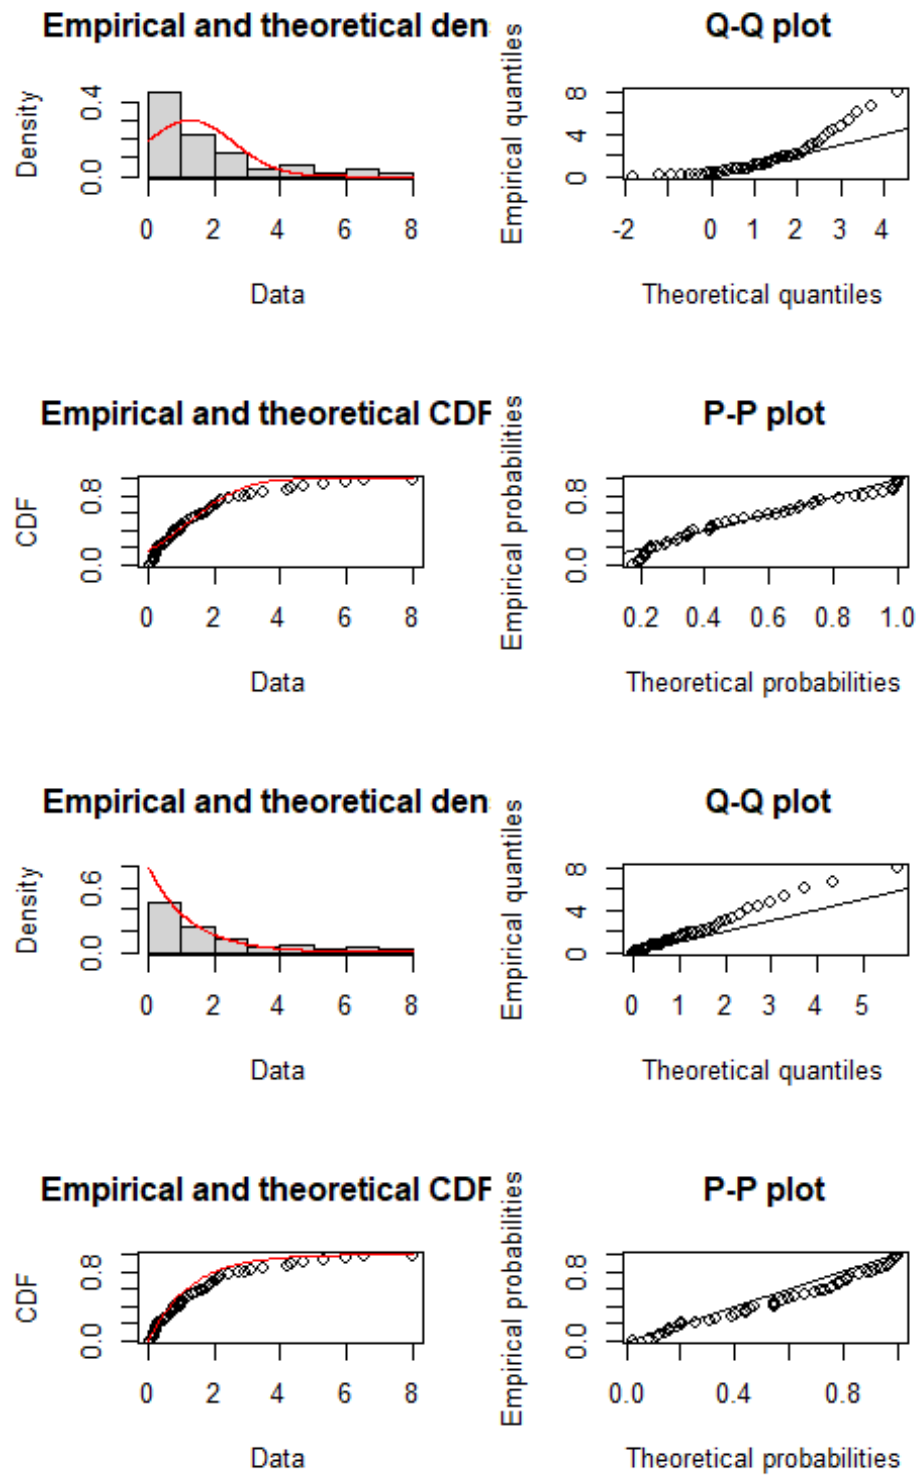 Empirical and theoretical den
Density
0.0 0.4
0 2 4 6 8
Data
Q-Q plot
Empirical quantiles
0 4 8
-2 0 1 2 3 4
Theoretical quantiles
Empirical and theoretical CDF
CDF
0.0 0.8
0 2 4 6 8
Data
P-P plot
Empirical probabilities
0.0 0.8
0.2 0.4 0.6 0.8 1.0
Theoretical probabilities
Empirical and theoretical den
Density
0.0 0.6
0 2 4 6 8
Data
Q-Q plot
Empirical quantiles
0 4 8
0 1 2 3 4 5
Theoretical quantiles
Empirical and theoretical CDF
CDF
0.0 0.8
0 2 4 6 8
Data
P-P plot
Empirical probabilities
0.0 0.8
0.0 0.4 0.8
Theoretical probabilities